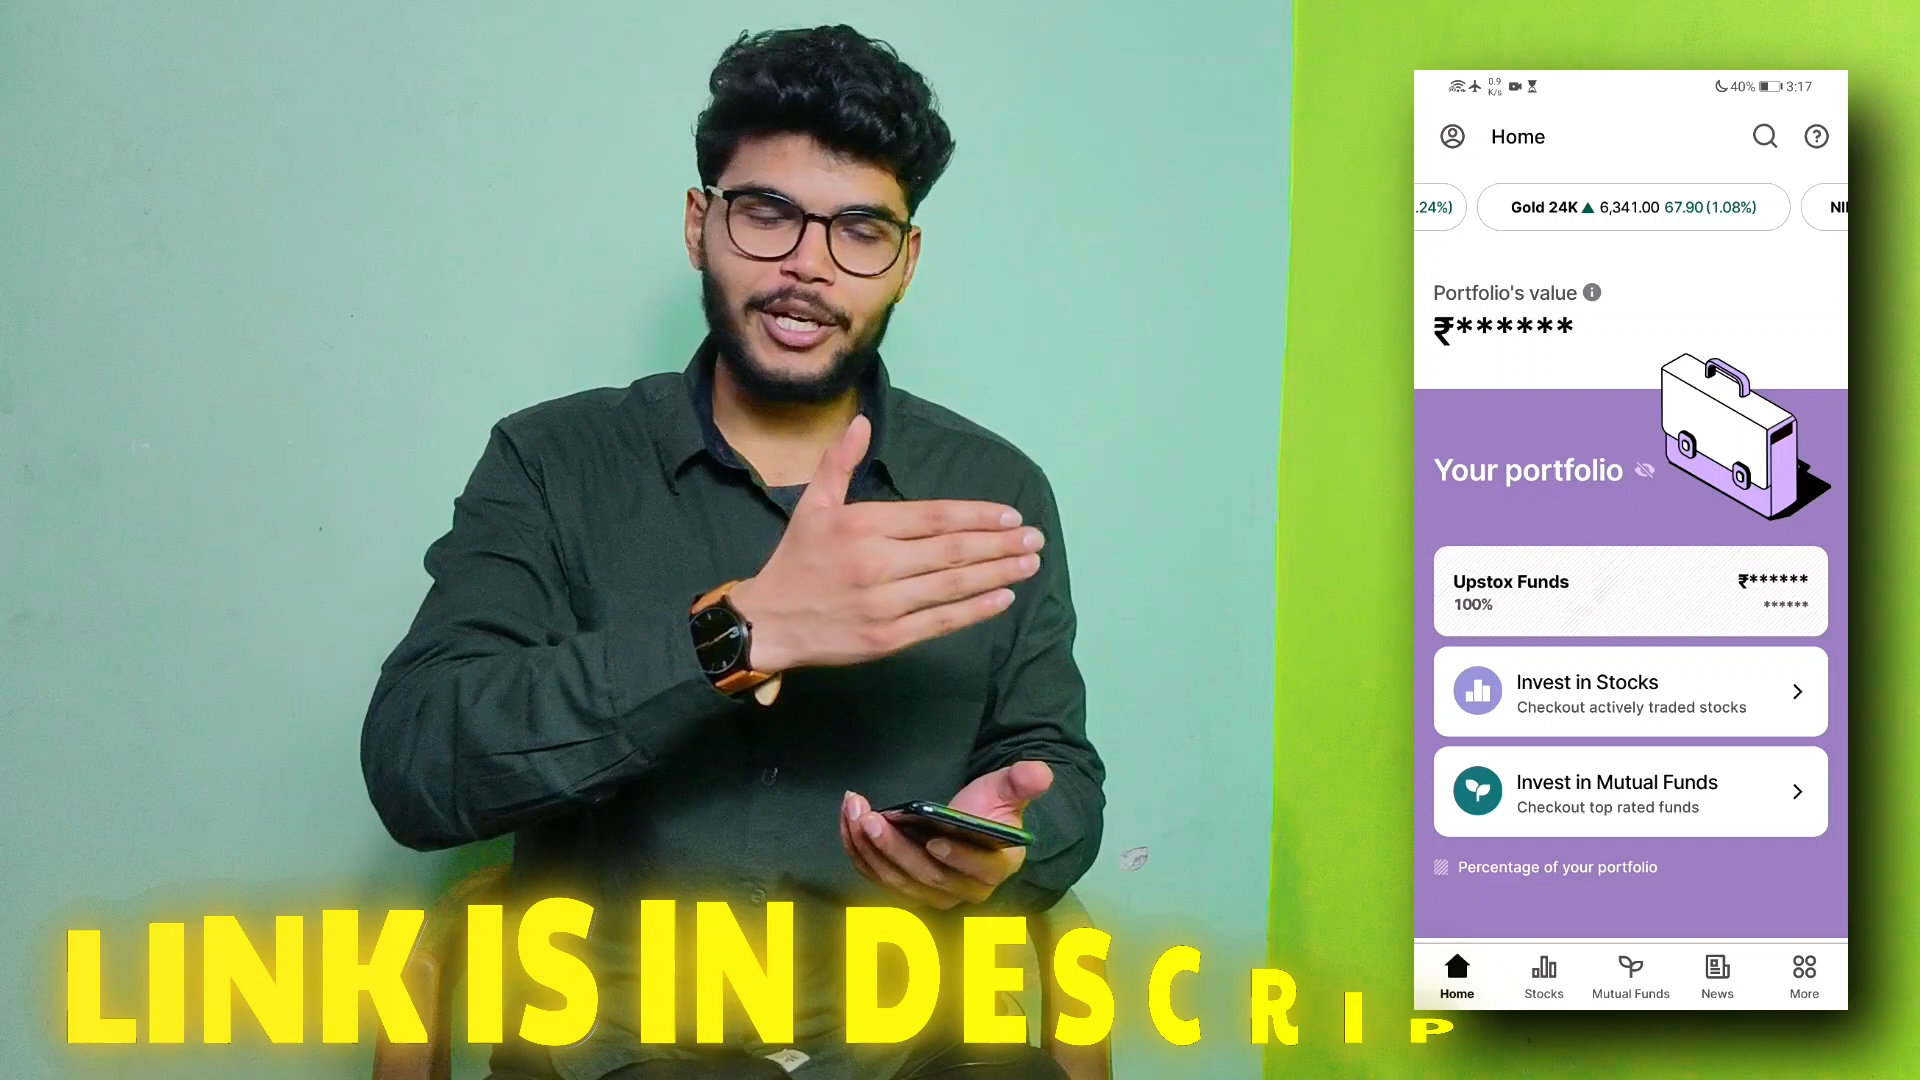 0.9
K/s
40% 3:17
Home
.24%)
Gold 24K ▲ 6,341.00 67.90 (1.08%)
NI
Portfolio's value
₹******
Your portfolio
Upstox Funds ₹******
100% ******
Invest in Stocks
Checkout actively traded stocks
Invest in Mutual Funds
Checkout top rated funds
Percentage of your portfolio
Home Stocks Mutual Funds News More
LINK IS IN DESCRIP